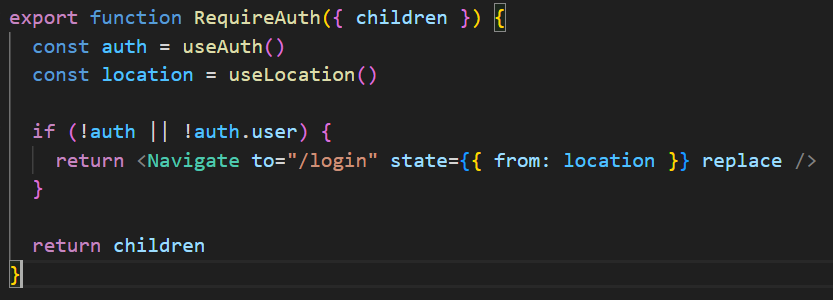 export function RequireAuth({ children }) {
  const auth = useAuth()
  const location = useLocation()

  if (!auth || !auth.user) {
    return <Navigate to="/login" state={{ from: location }} replace />
  }

  return children
}